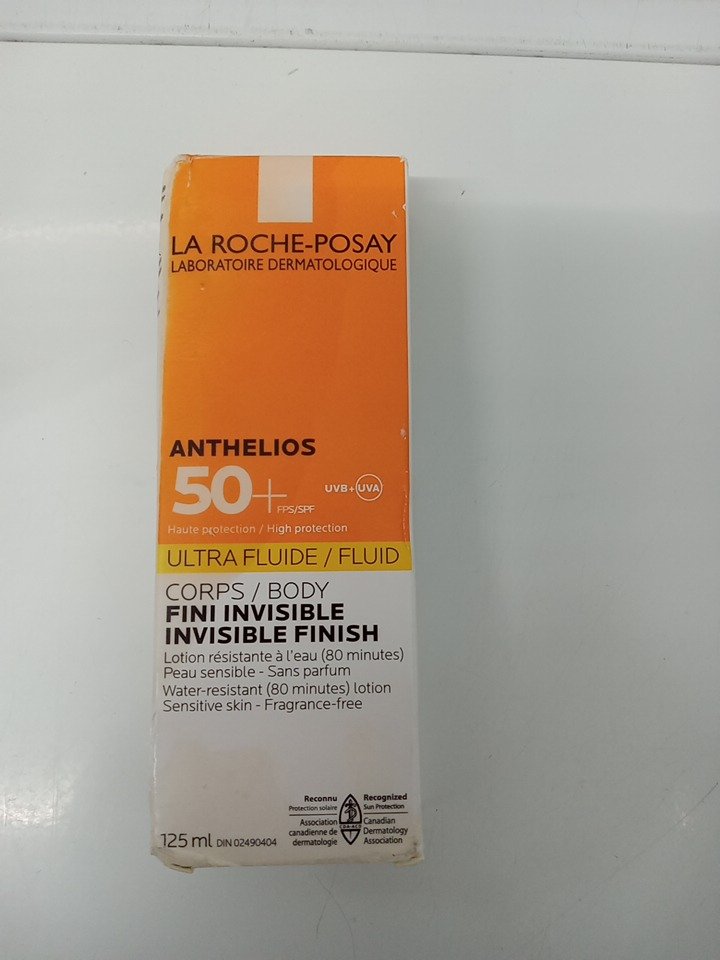 LA ROCHE-POSAY
LABORATOIRE DERMATOLOGIQUE
ANTHELIOS
50+ FPS/SPF
UVB+UVA
Haute protection / High protection
ULTRA FLUIDE / FLUID
CORPS / BODY
FINI INVISIBLE
INVISIBLE FINISH
Lotion résistante à l'eau (80 minutes)
Peau sensible - Sans parfum
Water-resistant (80 minutes) lotion
Sensitive skin - Fragrance-free
Reconnu
Protection solaire
Association
canadienne de
dermatologie
CDA-ACD
Recognized
Sun Protection
Canadian
Dermatology
Association
125 ml DIN 02490404